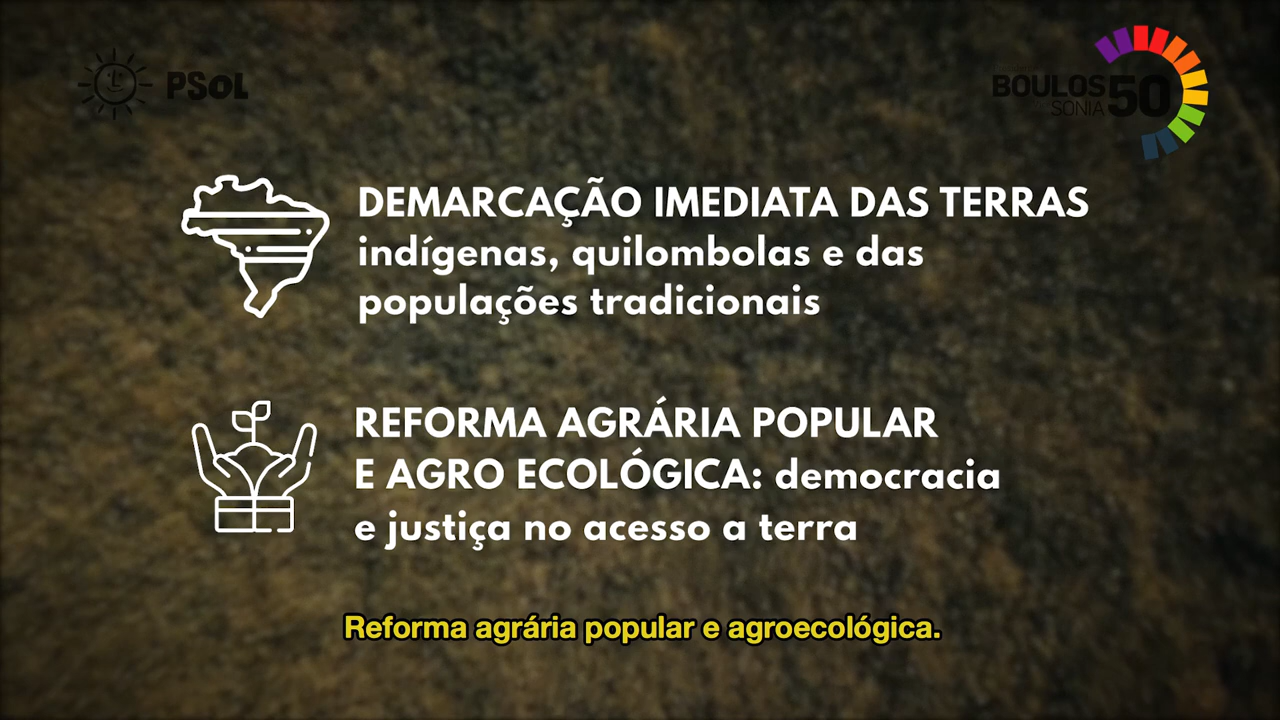 PSOL
BOULOS 50
SONIA
DEMARCAÇÃO IMEDIATA DAS TERRAS
indígenas, quilombolas e das
populações tradicionais
REFORMA AGRÁRIA POPULAR
E AGRO ECOLÓGICA: democracia
e justiça no acesso a terra
Reforma agrária popular e agroecológica.